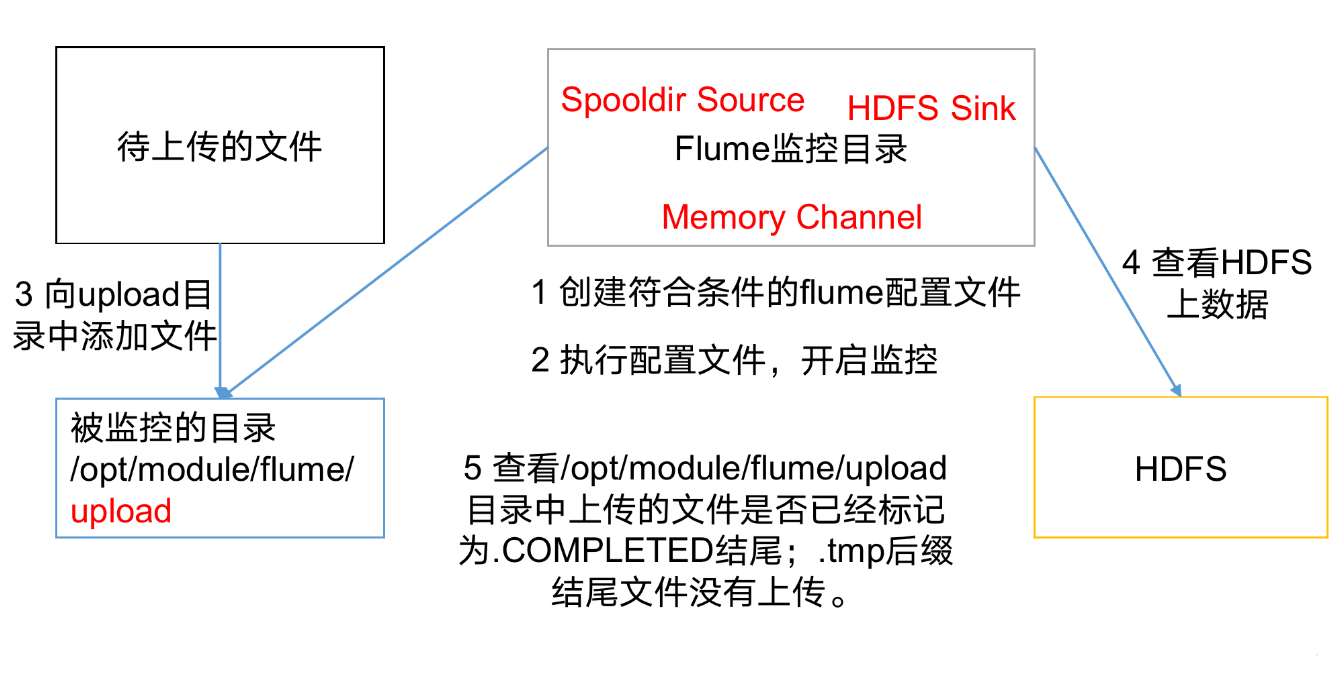 待上传的文件
Spooldir Source
HDFS Sink
Flume监控目录
Memory Channel
3 向upload目
录中添加文件
1 创建符合条件的flume配置文件
2 执行配置文件，开启监控
4 查看HDFS
上数据
被监控的目录
/opt/module/flume/
upload
5 查看/opt/module/flume/upload
目录中上传的文件是否已经标记
为.COMPLETED结尾；.tmp后缀
结尾文件没有上传。
HDFS